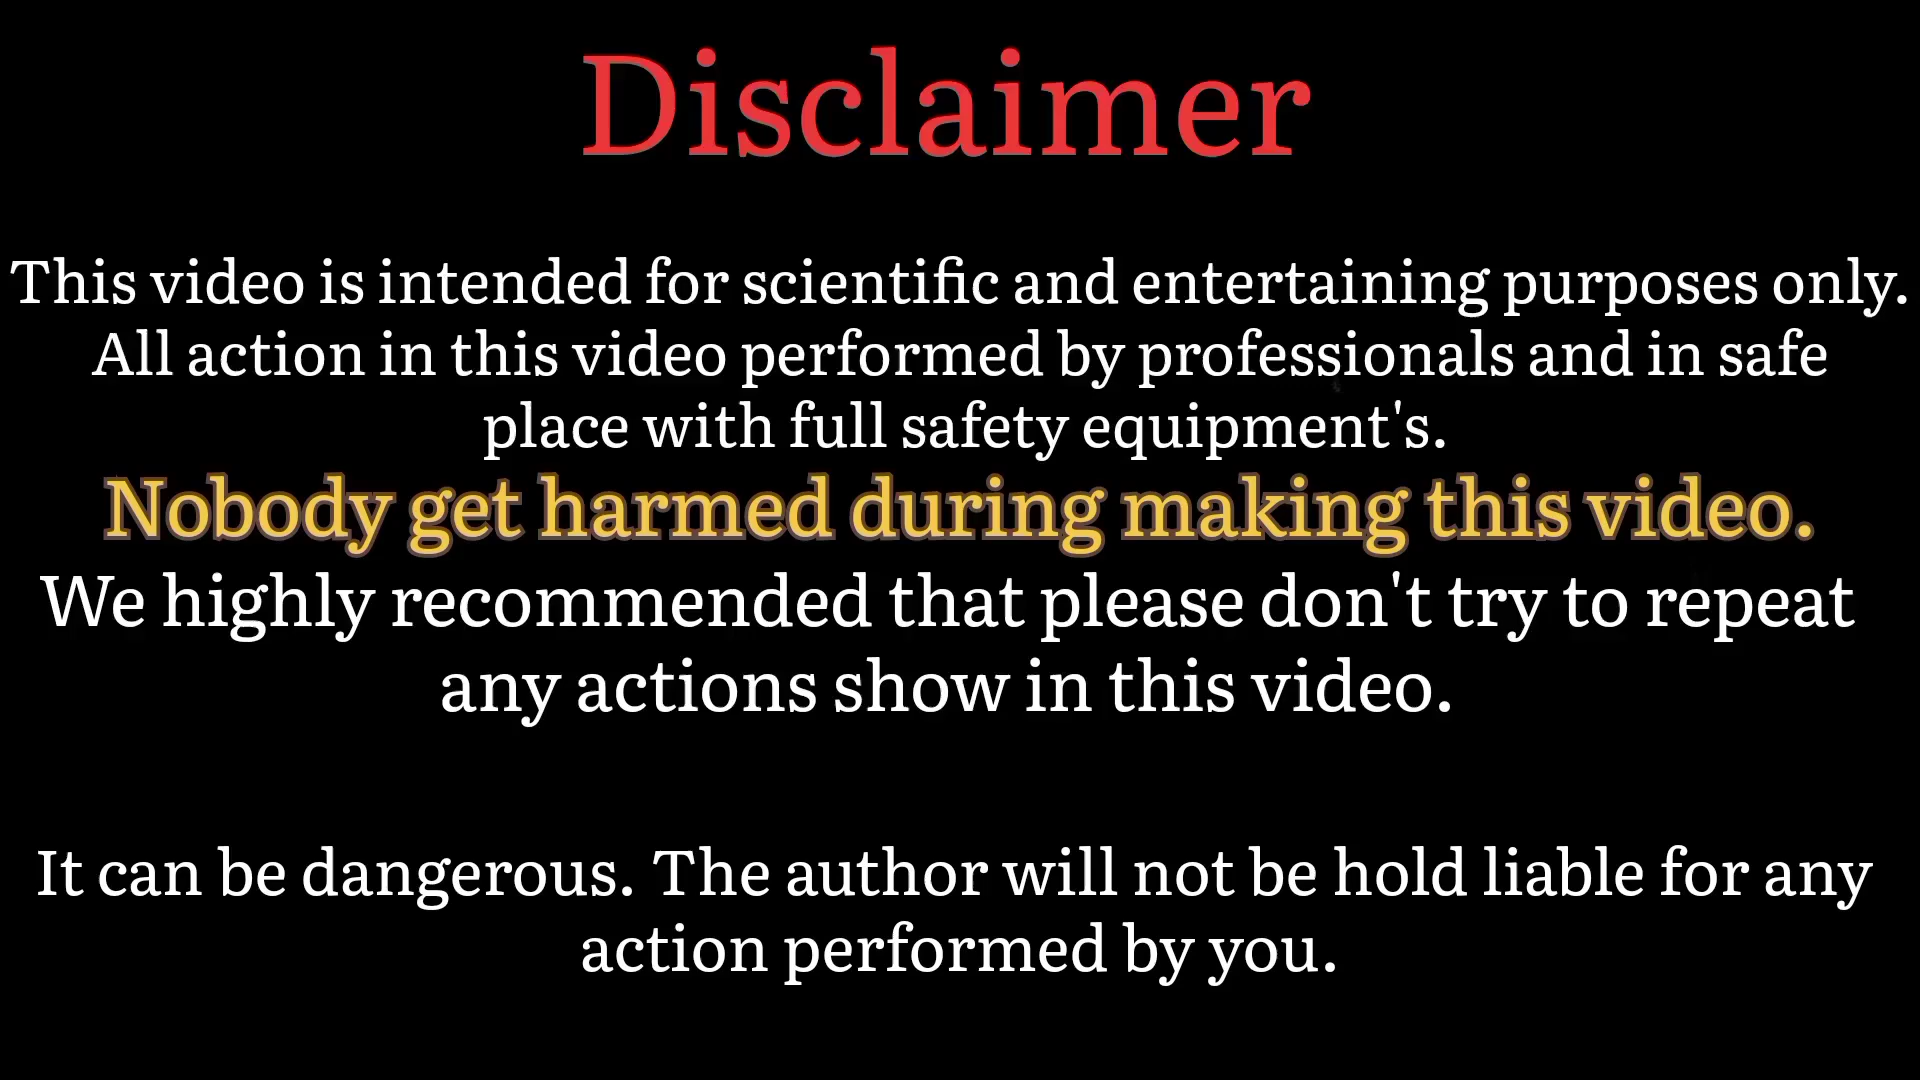 Disclaimer
This video is intended for scientific and entertaining purposes only.
All action in this video performed by professionals and in safe
place with full safety equipment's.
Nobody get harmed during making this video.
We highly recommended that please don't try to repeat
any actions show in this video.
It can be dangerous. The author will not be hold liable for any
action performed by you.